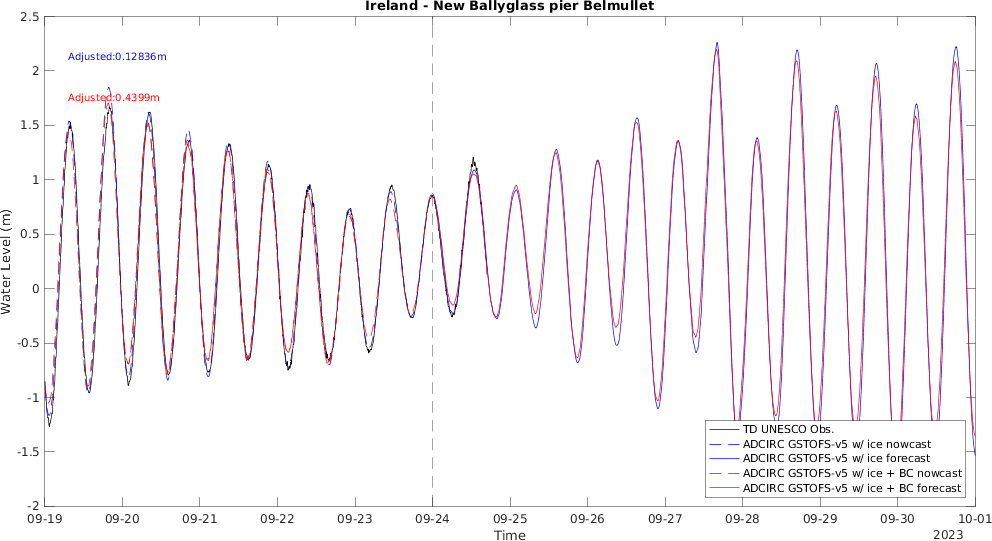 Ireland - New Ballyglass pier Belmullet
Adjusted:0.12836m
Adjusted:0.4399m
Water Level (m)
2.5
2
1.5
1
0.5
0
-0.5
-1
-1.5
-2
TD UNESCO Obs.
ADCIRC GSTOFS-v5 w/ ice nowcast
ADCIRC GSTOFS-v5 w/ ice forecast
ADCIRC GSTOFS-v5 w/ ice + BC nowcast
ADCIRC GSTOFS-v5 w/ ice + BC forecast
09-19 09-20 09-21 09-22 09-23 09-24 09-25 09-26 09-27 09-28 09-29 09-30 10-01
Time
2023